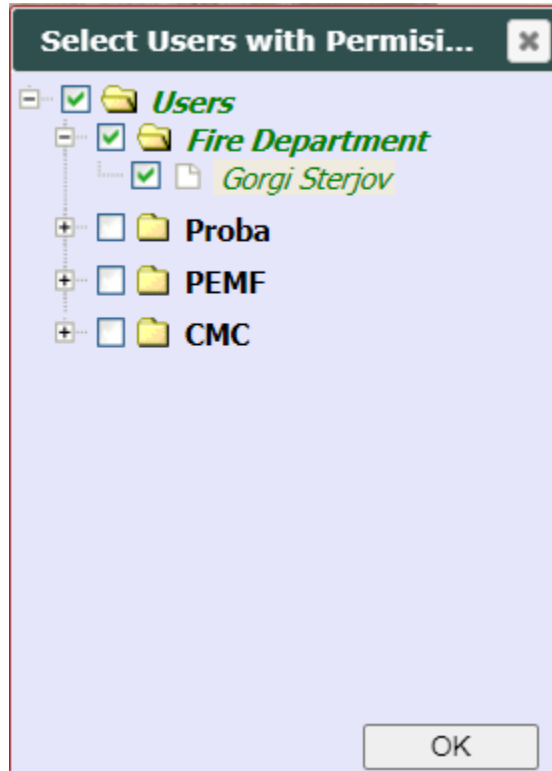 Select Users with Permisi...
Users
Fire Department
Gorgi Sterjov
Proba
PEMF
CMC
OK